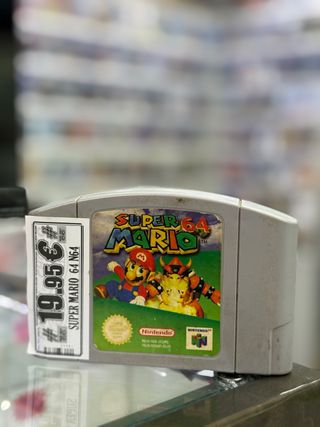 #19.95€#
SUPER MARIO 64 N64
SUPER
MARIO 64
Nintendo
NINTENDO 64